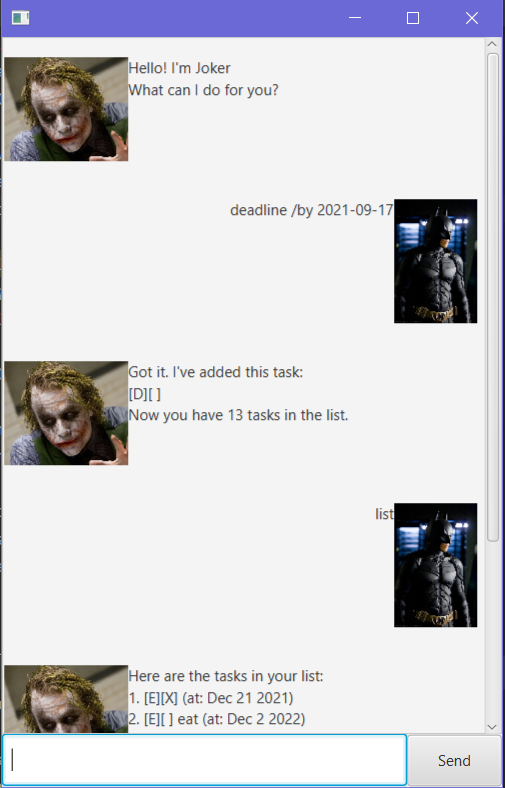 Hello! I'm Joker
What can I do for you?
deadline /by 2021-09-17
Got it. I've added this task:
[D][ ]
Now you have 13 tasks in the list.
list
Here are the tasks in your list:
1. [E][X] (at: Dec 21 2021)
2. [E][ ] eat (at: Dec 2 2022)
Send